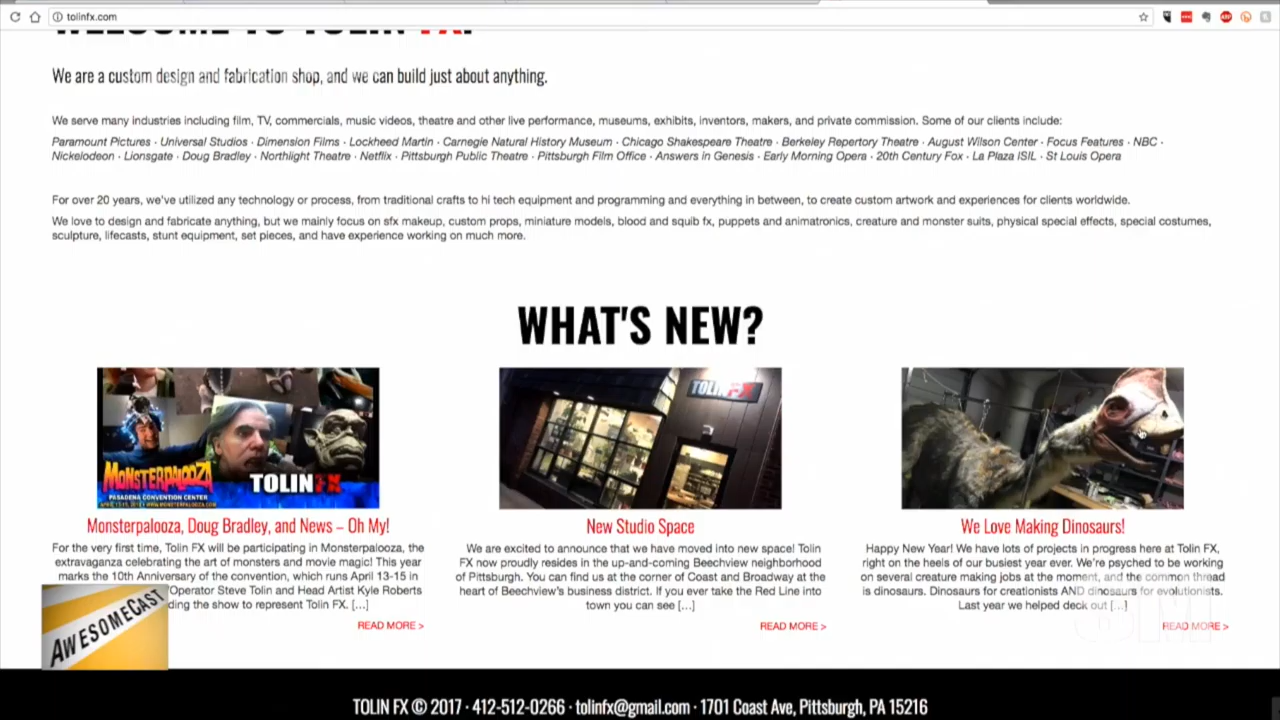 tolinfx.com
WELCOME TO TOLIN FX!
We are a custom design and fabrication shop, and we can build just about anything.
We serve many industries including film, TV, commercials, music videos, theatre and other live performance, museums, exhibits, inventors, makers, and private commission. Some of our clients include:
Paramount Pictures · Universal Studios · Dimension Films · Lockheed Martin · Carnegie Natural History Museum · Chicago Shakespeare Theatre · Berkeley Repertory Theatre · August Wilson Center · Focus Features · NBC ·
Nickelodeon · Lionsgate · Doug Bradley · Northlight Theatre · Netflix · Pittsburgh Public Theatre · Pittsburgh Film Office · Answers in Genesis · Early Morning Opera · 20th Century Fox · La Plaza ISIL · St Louis Opera
For over 20 years, we've utilized any technology or process, from traditional crafts to hi tech equipment and programming and everything in between, to create custom artwork and experiences for clients worldwide.
We love to design and fabricate anything, but we mainly focus on sfx makeup, custom props, miniature models, blood and squib fx, puppets and animatronics, creature and monster suits, physical special effects, special costumes,
sculpture, lifecasts, stunt equipment, set pieces, and have experience working on much more.
WHAT'S NEW?
MONSTERPALOOZA
PASADENA CONVENTION CENTER
TOLIN FX
Monsterpalooza, Doug Bradley, and News – Oh My!
For the very first time, Tolin FX will be participating in Monsterpalooza, the
extravaganza celebrating the art of monsters and movie magic! This year
marks the 10th Anniversary of the convention, which runs April 13-15 in
/Operator Steve Tolin and Head Artist Kyle Roberts
ding the show to represent Tolin FX. [...]
READ MORE >
AWESOMECAST
TOLIN FX
New Studio Space
We are excited to announce that we have moved into new space! Tolin
FX now proudly resides in the up-and-coming Beechview neighborhood
of Pittsburgh. You can find us at the corner of Coast and Broadway at the
heart of Beechview's business district. If you ever take the Red Line into
town you can see [...]
READ MORE >
We Love Making Dinosaurs!
Happy New Year! We have lots of projects in progress here at Tolin FX,
right on the heels of our busiest year ever. We're psyched to be working
on several creature making jobs at the moment, and the common thread
is dinosaurs. Dinosaurs for creationists AND dinosaurs for evolutionists.
Last year we helped deck out [...]
READ MORE >
TOLIN FX © 2017 · 412-512-0266 · tolinfx@gmail.com · 1701 Coast Ave, Pittsburgh, PA 15216